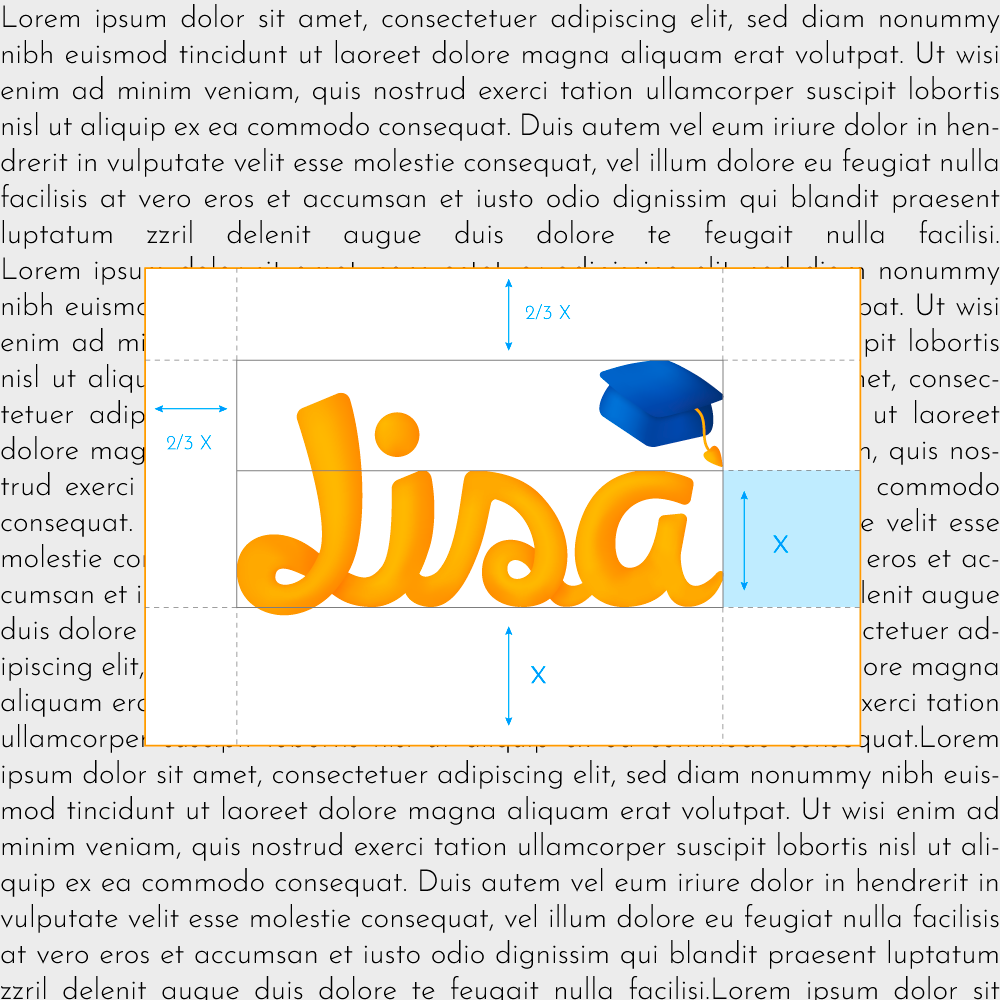 Lorem ipsum dolor sit amet, consectetuer adipiscing elit, sed diam nonummy
nibh euismod tincidunt ut laoreet dolore magna aliquam erat volutpat. Ut wisi
enim ad minim veniam, quis nostrud exerci tation ullamcorper suscipit lobortis
nisl ut aliquip ex ea commodo consequat. Duis autem vel eum iriure dolor in hen-
drerit in vulputate velit esse molestie consequat, vel illum dolore eu feugiat nulla
facilisis at vero eros et accumsan et iusto odio dignissim qui blandit praesent
luptatum zzril delenit augue duis dolore te feugait nulla facilisi.
Lorem nonummy
nibh Ut wisi
enim ad lobortis
2/3 X
nisl ut consec-
tetuer ut laoreet
2/3 X
dolore quis nos-
trud exerci commodo
consequat. velit esse
molestie eros et ac-
X
cumsan et augue
lisa
duis dolore ad-
ipiscing elit, magna
X
aliquam tation
Lorem
ipsum dolor sit amet, consectetuer adipiscing elit, sed diam nonummy nibh euis-
mod tincidunt ut laoreet dolore magna aliquam erat volutpat. Ut wisi enim ad
minim veniam, quis nostrud exerci tation ullamcorper suscipit lobortis nisl ut ali-
quip ex ea commodo consequat. Duis autem vel eum iriure dolor in hendrerit in
vulputate velit esse molestie consequat, vel illum dolore eu feugiat nulla facilisis
at vero eros et accumsan et iusto odio dignissim qui blandit praesent luptatum
zzril delenit augue duis dolore te feugait nulla facilisi.Lorem ipsum dolor sit